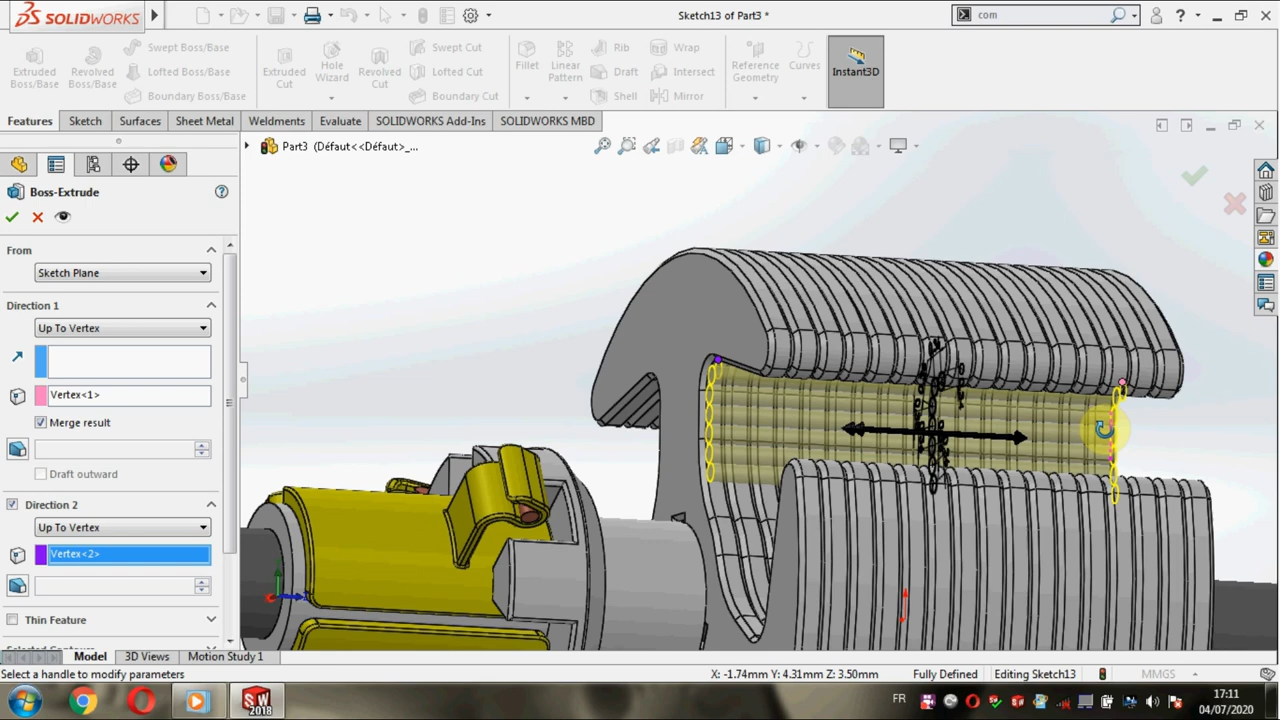 SOLIDWORKS
Sketch13 of Part3 *
com
Extruded Boss/Base
Revolved Boss/Base
Swept Boss/Base
Lofted Boss/Base
Boundary Boss/Base
Extruded Cut
Hole Wizard
Revolved Cut
Swept Cut
Lofted Cut
Boundary Cut
Fillet
Linear Pattern
Rib
Draft
Shell
Wrap
Intersect
Mirror
Reference Geometry
Curves
Instant3D
Features
Sketch
Surfaces
Sheet Metal
Weldments
Evaluate
SOLIDWORKS Add-Ins
SOLIDWORKS MBD
Part3 (Défaut<<Défaut>_...
Boss-Extrude
From
Sketch Plane
Direction 1
Up To Vertex
Vertex<1>
Merge result
Draft outward
Direction 2
Up To Vertex
Vertex<2>
Thin Feature
Model
3D Views
Motion Study 1
Select a handle to modify parameters
X: -1.74mm Y: 4.31mm Z: 3.50mm
Fully Defined
Editing Sketch13
MMGS
SW
2018
FR
17:11
04/07/2020